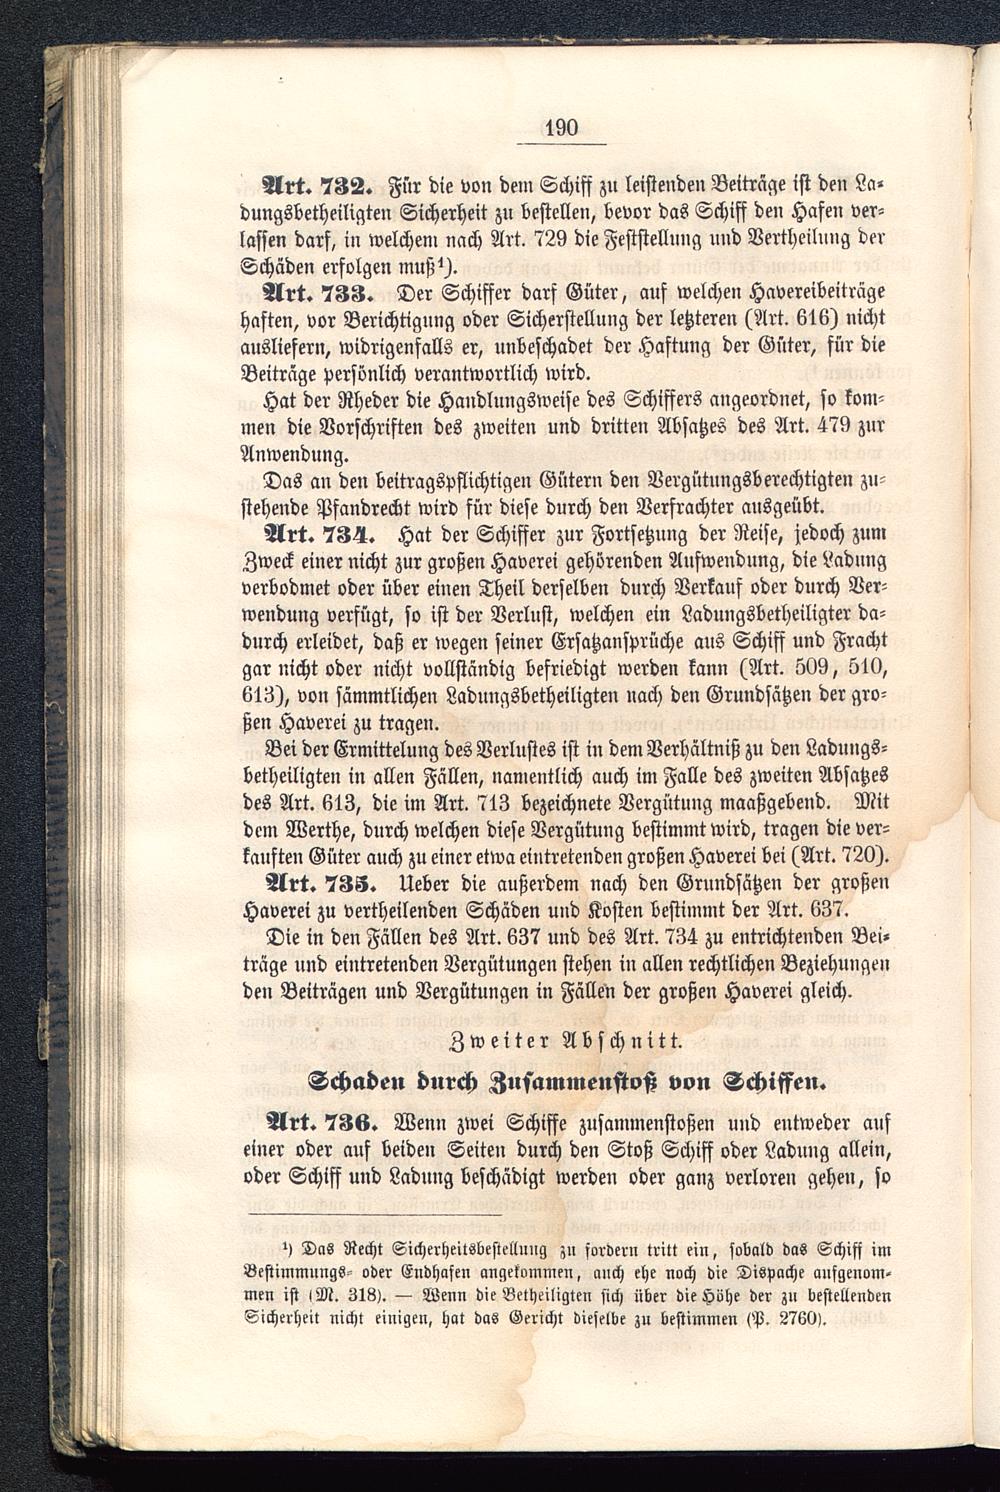 190
Art. 732. Für die von dem Schiff zu leistenden Beiträge ist den La-
dungsbetheiligten Sicherheit zu bestellen, bevor das Schiff den Hafen ver-
lassen darf, in welchem nach Art. 729 die Feststellung und Vertheilung der
Schäden erfolgen muß¹).
Art. 733. Der Schiffer darf Güter, auf welchen Havereibeiträge
haften, vor Berichtigung oder Sicherstellung der letzteren (Art. 616) nicht
ausliefern, widrigenfalls er, unbeschadet der Haftung der Güter, für die
Beiträge persönlich verantwortlich wird.
Hat der Rheder die Handlungsweise des Schiffers angeordnet, so kom-
men die Vorschriften des zweiten und dritten Absatzes des Art. 479 zur
Anwendung.
Das an den beitragspflichtigen Gütern den Vergütungsberechtigten zu-
stehende Pfandrecht wird für diese durch den Verfrachter ausgeübt.
Art. 734. Hat der Schiffer zur Fortsetzung der Reise, jedoch zum
Zweck einer nicht zur großen Haverei gehörenden Aufwendung, die Ladung
verbodmet oder über einen Theil derselben durch Verkauf oder durch Ver-
wendung verfügt, so ist der Verlust, welchen ein Ladungsbetheiligter da-
durch erleidet, daß er wegen seiner Ersatzansprüche aus Schiff und Fracht
gar nicht oder nicht vollständig befriedigt werden kann (Art. 509, 510,
613), von sämmtlichen Ladungsbetheiligten nach den Grundsätzen der gro-
ßen Haverei zu tragen.
Bei der Ermittelung des Verlustes ist in dem Verhältniß zu den Ladungs-
betheiligten in allen Fällen, namentlich auch im Falle des zweiten Absatzes
des Art. 613, die im Art. 713 bezeichnete Vergütung maaßgebend. Mit
dem Werthe, durch welchen diese Vergütung bestimmt wird, tragen die ver-
kauften Güter auch zu einer etwa eintretenden großen Haverei bei (Art. 720).
Art. 735. Ueber die außerdem nach den Grundsätzen der großen
Haverei zu vertheilenden Schäden und Kosten bestimmt der Art. 637.
Die in den Fällen des Art. 637 und des Art. 734 zu entrichtenden Bei-
träge und eintretenden Vergütungen stehen in allen rechtlichen Beziehungen
den Beiträgen und Vergütungen in Fällen der großen Haverei gleich.
Zweiter Abschnitt.
Schaden durch Zusammenstoß von Schiffen.
Art. 736. Wenn zwei Schiffe zusammenstoßen und entweder auf
einer oder auf beiden Seiten durch den Stoß Schiff oder Ladung allein,
oder Schiff und Ladung beschädigt werden oder ganz verloren gehen, so
¹) Das Recht Sicherheitsbestellung zu fordern tritt ein, sobald das Schiff im
Bestimmungs- oder Endhafen angekommen, auch ehe noch die Dispache aufgenom-
men ist (M. 318). — Wenn die Betheiligten sich über die Höhe der zu bestellenden
Sicherheit nicht einigen, hat das Gericht dieselbe zu bestimmen (P. 2760).